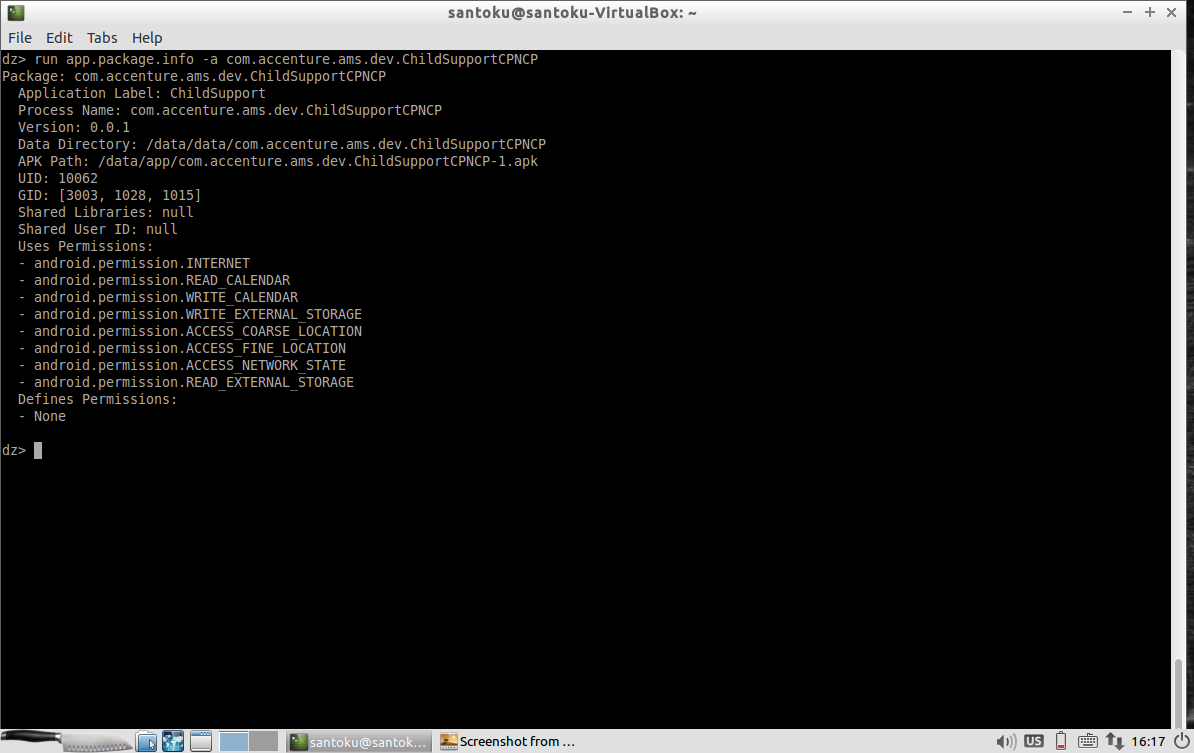 santoku@santoku-VirtualBox: ~
File Edit Tabs Help
dz> run app.package.info -a com.accenture.ams.dev.ChildSupportCPNCP
Package: com.accenture.ams.dev.ChildSupportCPNCP
  Application Label: ChildSupport
  Process Name: com.accenture.ams.dev.ChildSupportCPNCP
  Version: 0.0.1
  Data Directory: /data/data/com.accenture.ams.dev.ChildSupportCPNCP
  APK Path: /data/app/com.accenture.ams.dev.ChildSupportCPNCP-1.apk
  UID: 10062
  GID: [3003, 1028, 1015]
  Shared Libraries: null
  Shared User ID: null
  Uses Permissions:
  - android.permission.INTERNET
  - android.permission.READ_CALENDAR
  - android.permission.WRITE_CALENDAR
  - android.permission.WRITE_EXTERNAL_STORAGE
  - android.permission.ACCESS_COARSE_LOCATION
  - android.permission.ACCESS_FINE_LOCATION
  - android.permission.ACCESS_NETWORK_STATE
  - android.permission.READ_EXTERNAL_STORAGE
  Defines Permissions:
  - None
dz>
santoku@santok... Screenshot from ... US 16:17